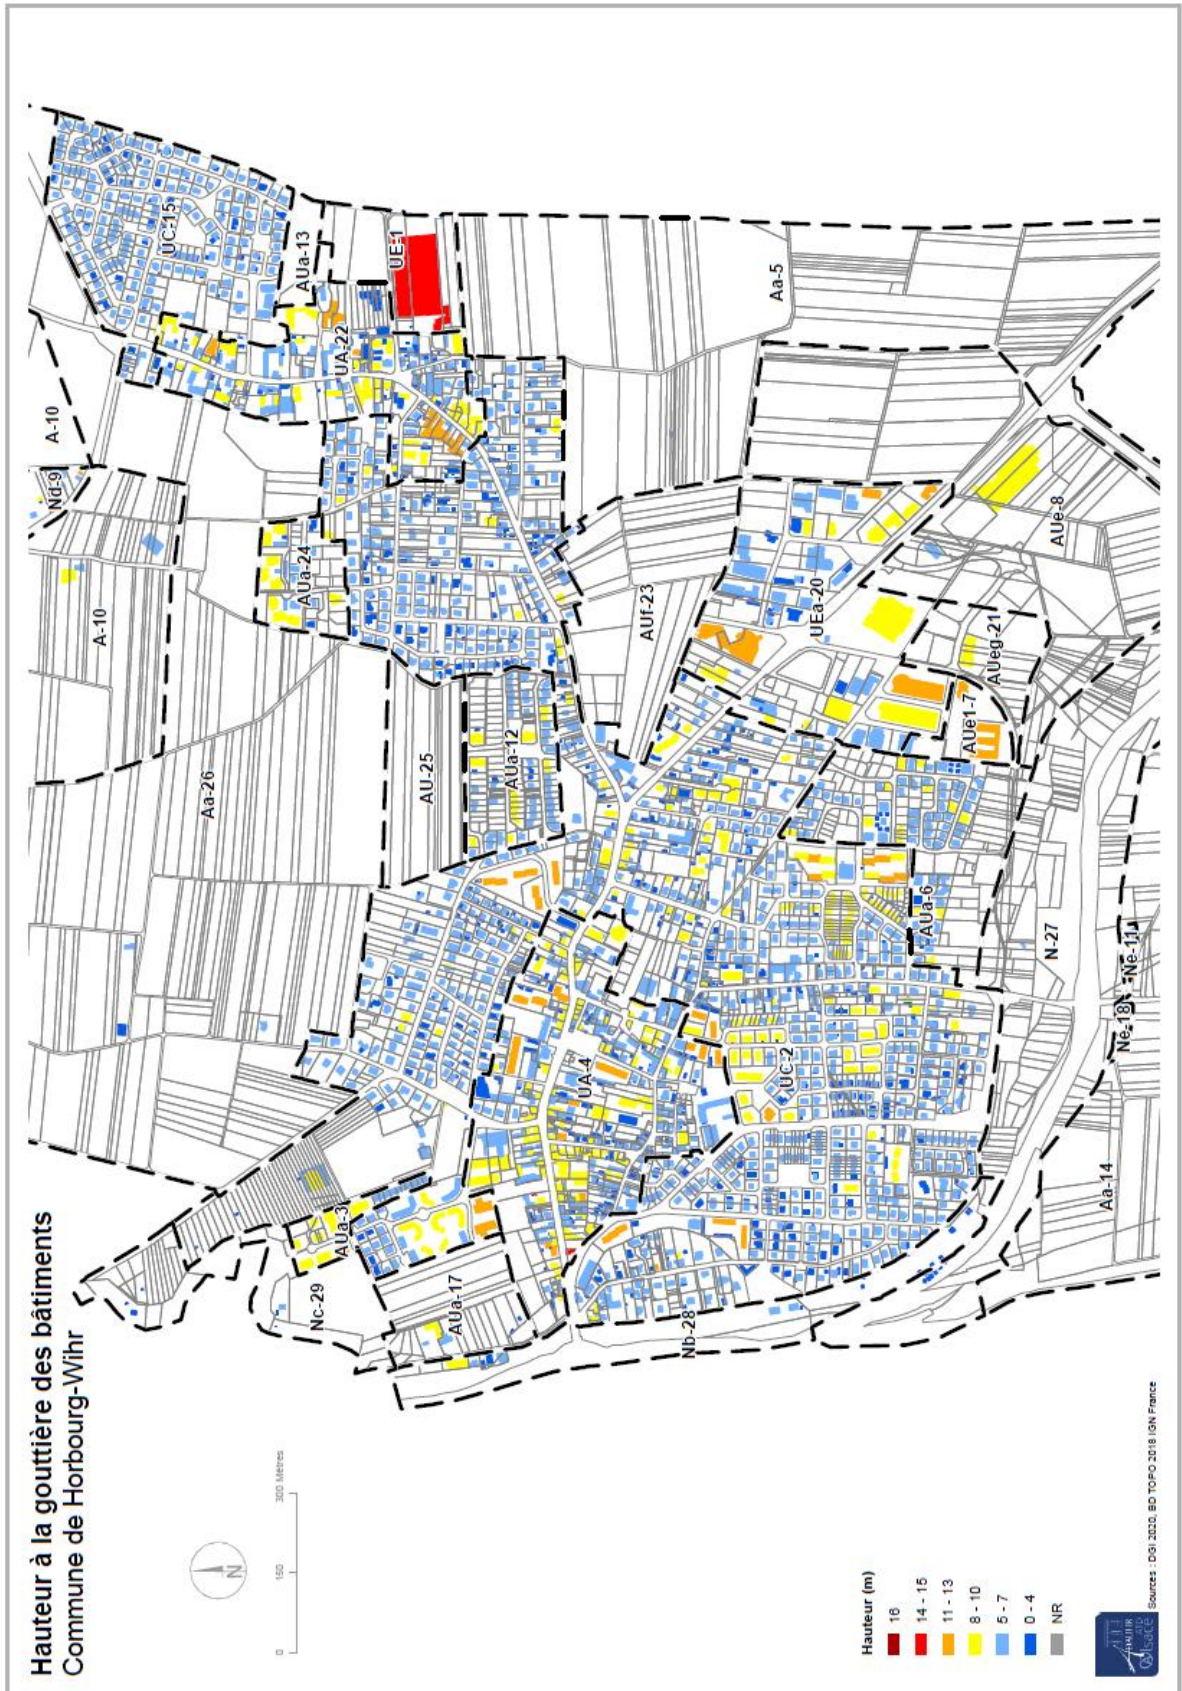 Hauteur à la gouttière des bâtiments
Commune de Horbourg-Wihr
N
0 150 300 Mètres
Hauteur (m)
16
14 - 15
11 - 13
8 - 10
5 - 7
0 - 4
NR
Sources : DGI 2020, BD TOPO 2018 IGN France
Nc-29
AUa-3
AUa-17
Nb-28
UA-4
UC-2
Aa-14
Ne-18
Ne-11
N-27
AUa-6
Aa-26
AU-25
AUa-12
AUe1-7
AUeg-21
UEa-20
AUe-8
AUf-23
AUa-24
A-10
Nd-9
A-10
UA-22
AUa-13
UC-15
UE-1
Aa-5